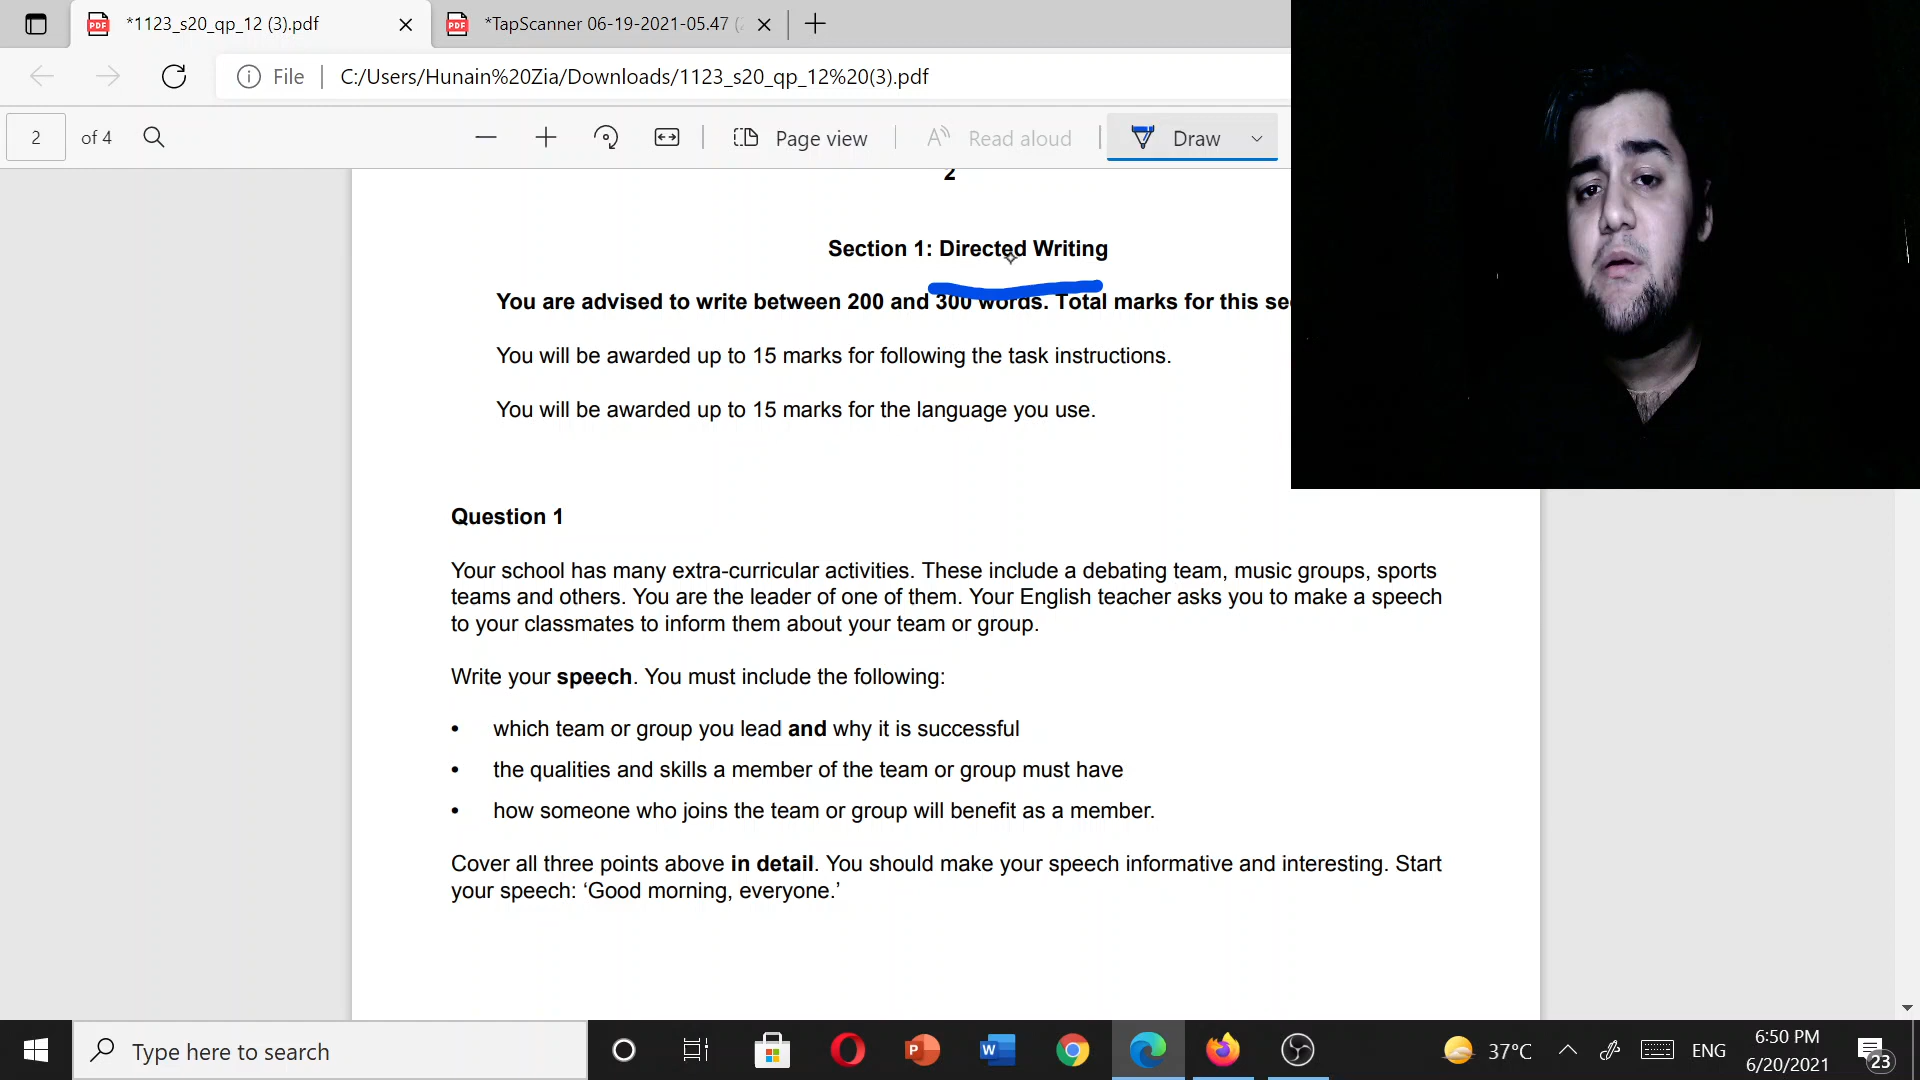 *1123_s20_qp_12 (3).pdf
*TapScanner 06-19-2021-05.47 (
File
C:/Users/Hunain%20Zia/Downloads/1123_s20_qp_12%20(3).pdf
2 of 4
Page view
Read aloud
Draw
2
Section 1: Directed Writing
You are advised to write between 200 and 300 words. Total marks for this se
You will be awarded up to 15 marks for following the task instructions.
You will be awarded up to 15 marks for the language you use.
Question 1
Your school has many extra-curricular activities. These include a debating team, music groups, sports
teams and others. You are the leader of one of them. Your English teacher asks you to make a speech
to your classmates to inform them about your team or group.
Write your speech. You must include the following:
• which team or group you lead and why it is successful
• the qualities and skills a member of the team or group must have
• how someone who joins the team or group will benefit as a member.
Cover all three points above in detail. You should make your speech informative and interesting. Start
your speech: ‘Good morning, everyone.’
Type here to search
37°C
ENG
6:50 PM
6/20/2021
23